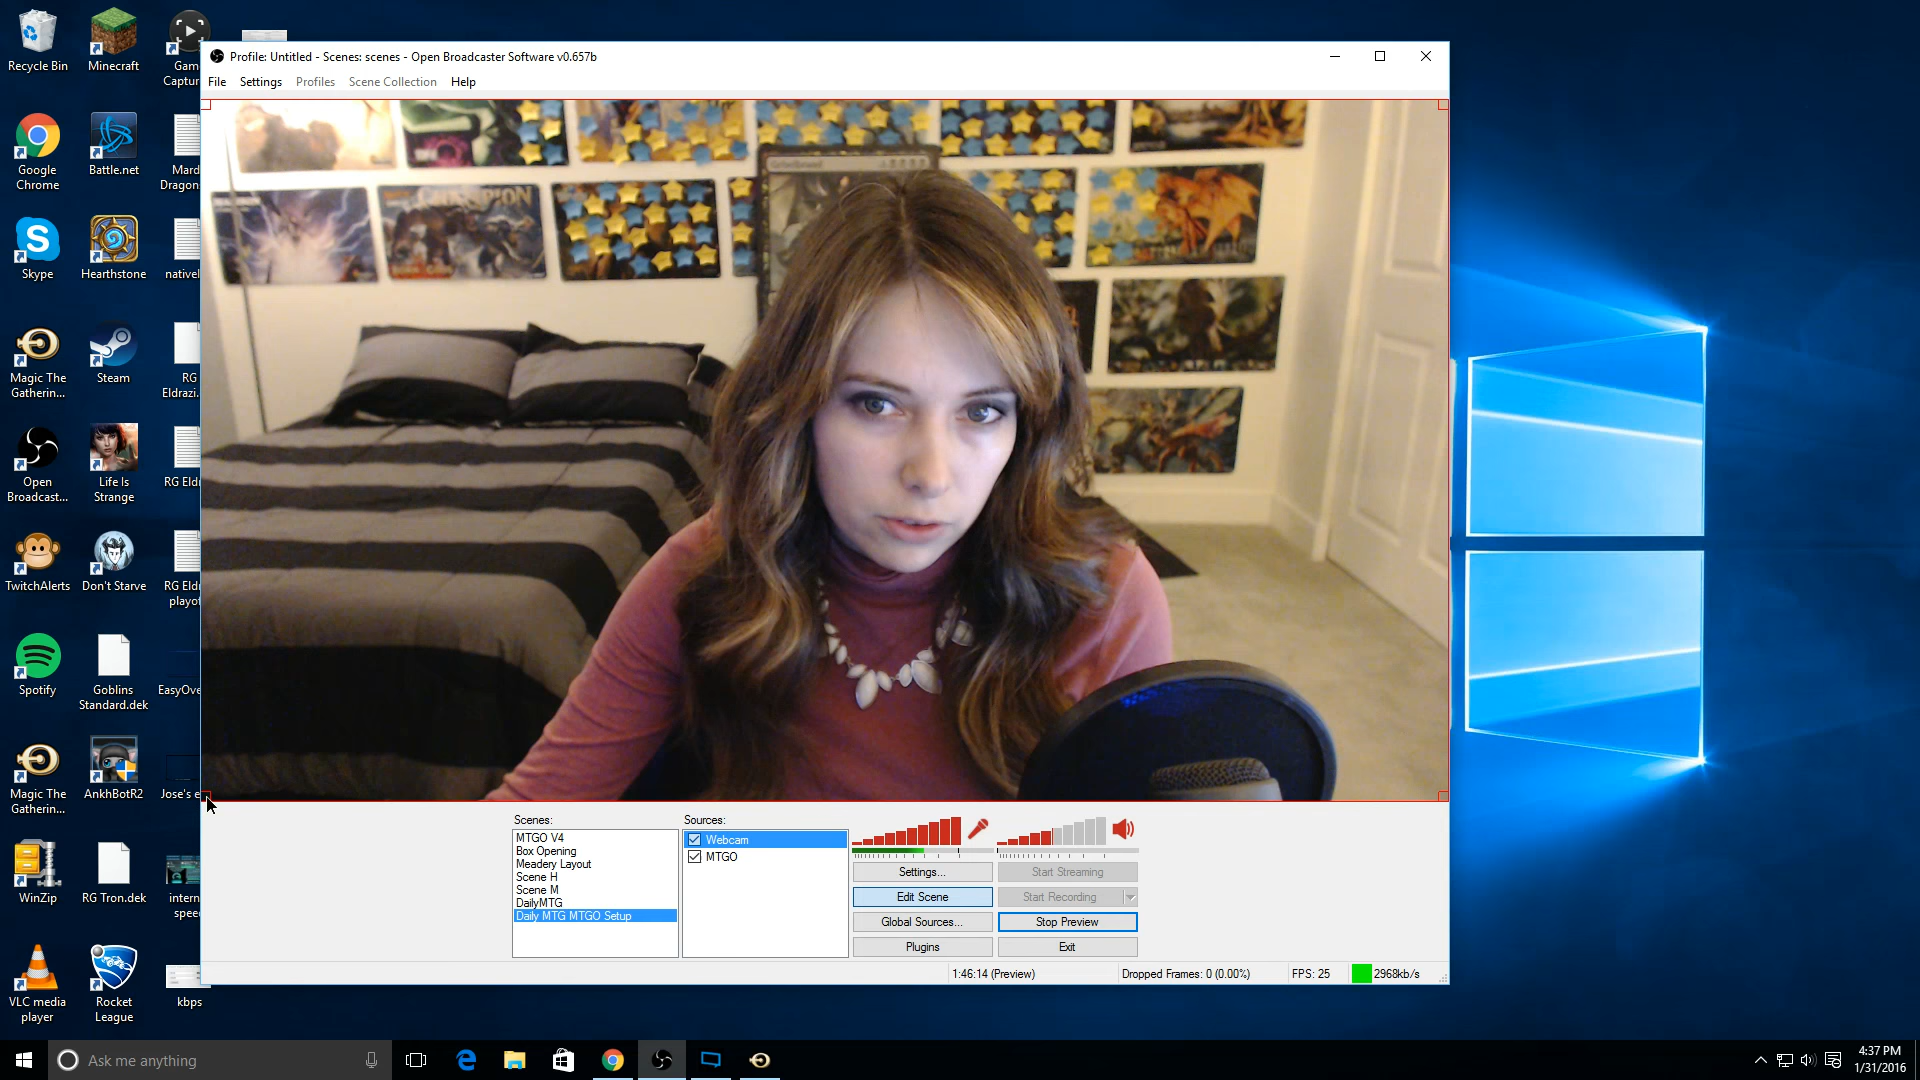 Recycle Bin
Minecraft
Gam
Captur
Google
Chrome
Battle.net
Mard
Dragons
Skype
Hearthstone
nativel
Magic The
Gatherin...
Steam
RG
Eldrazi.
Open
Broadcast...
Life Is
Strange
RG Eldr
TwitchAlerts
Don't Starve
RG Eldr
playof
Spotify
Goblins
Standard.dek
EasyOve
Magic The
Gatherin...
AnkhBotR2
Jose's e
WinZip
RG Tron.dek
intern
spee
VLC media
player
Rocket
League
kbps
Profile: Untitled - Scenes: scenes - Open Broadcaster Software v0.657b
File Settings Profiles Scene Collection Help
CHAMPION
Scenes:
MTGO V4
Box Opening
Meadery Layout
Scene H
Scene M
DailyMTG
Daily MTG MTGO Setup
Sources:
Webcam
MTGO
Settings...
Start Streaming
Edit Scene
Start Recording
Global Sources...
Stop Preview
Plugins
Exit
1:46:14 (Preview)
Dropped Frames: 0 (0.00%)
FPS: 25
2968kb/s
Ask me anything
4:37 PM
1/31/2016